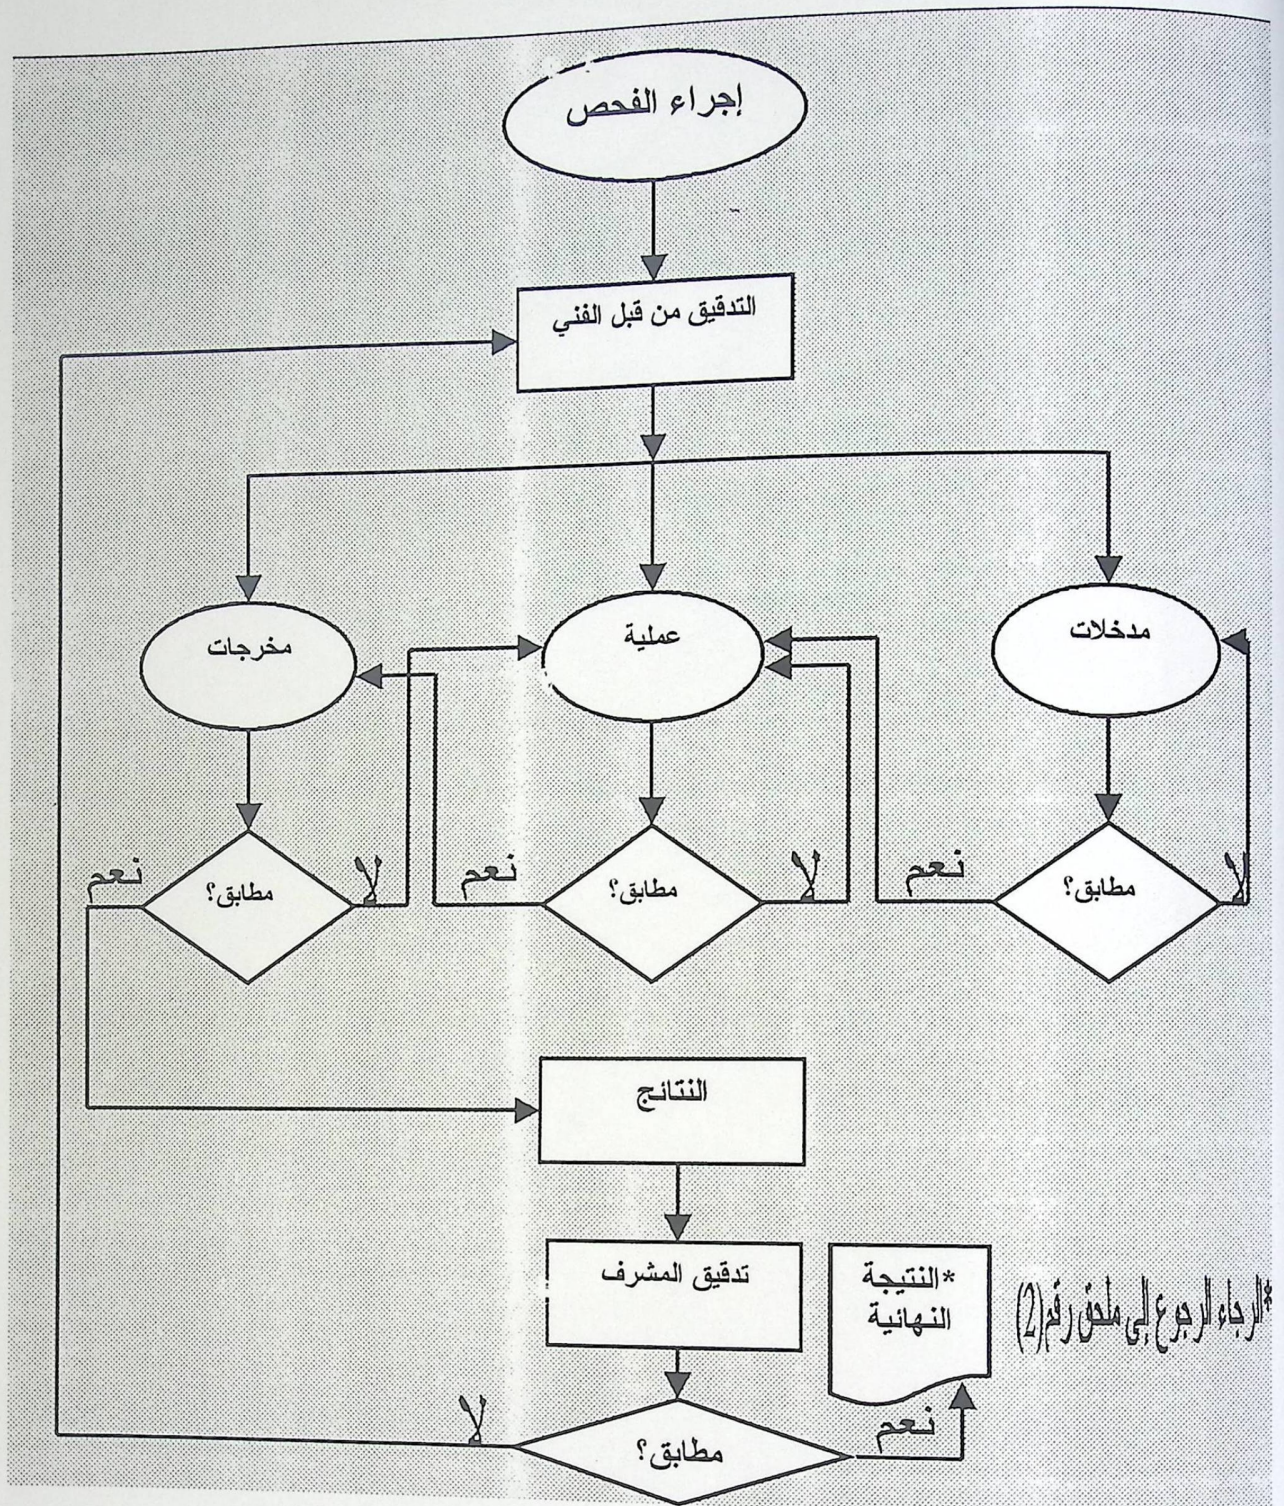 إجراء الفحص
التدقيق من قبل الفني
مدخلات
عملية
مخرجات
مطابق؟
لا
نعم
مطابق؟
لا
نعم
مطابق؟
لا
نعم
النتائج
تدقيق المشرف
*النتيجة
النهائية
*الرجاء الرجوع إلى ملحق رقم(2)
مطابق؟
نعم
لا